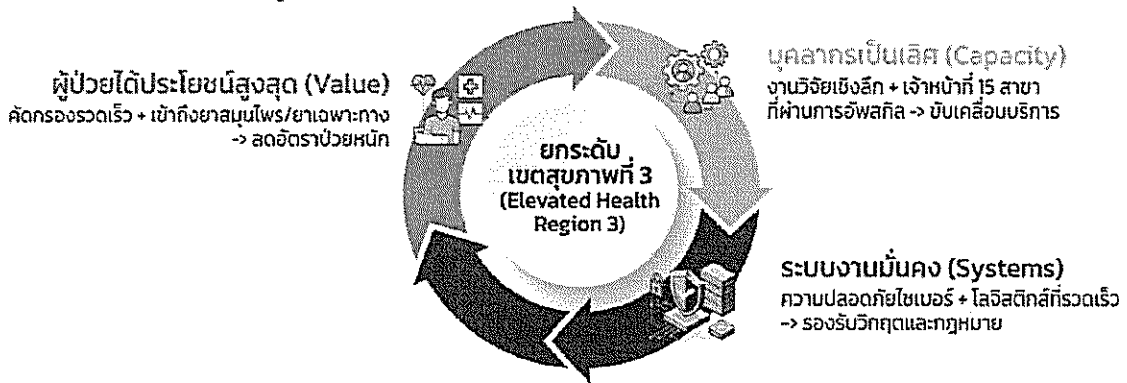 ผู้ป่วยได้ประโยชน์สูงสุด (Value)
คัดกรองรวดเร็ว + เข้าถึงยาสมุนไพร/ยาเฉพาะทาง
-> ลดอัตราป่วยหนัก
บุคลากรเป็นเลิศ (Capacity)
งานวิจัยเชิงลึก + เจ้าหน้าที่ 15 สาขา
ที่ผ่านการอัพสกิล -> ขับเคลื่อนบริการ
ยกระดับ
เขตสุขภาพที่ 3
(Elevated Health
Region 3)
ระบบงานมั่นคง (Systems)
ความปลอดภัยไซเบอร์ + โลจิสติกส์ที่รวดเร็ว
-> รองรับวิกฤตและกฎหมาย